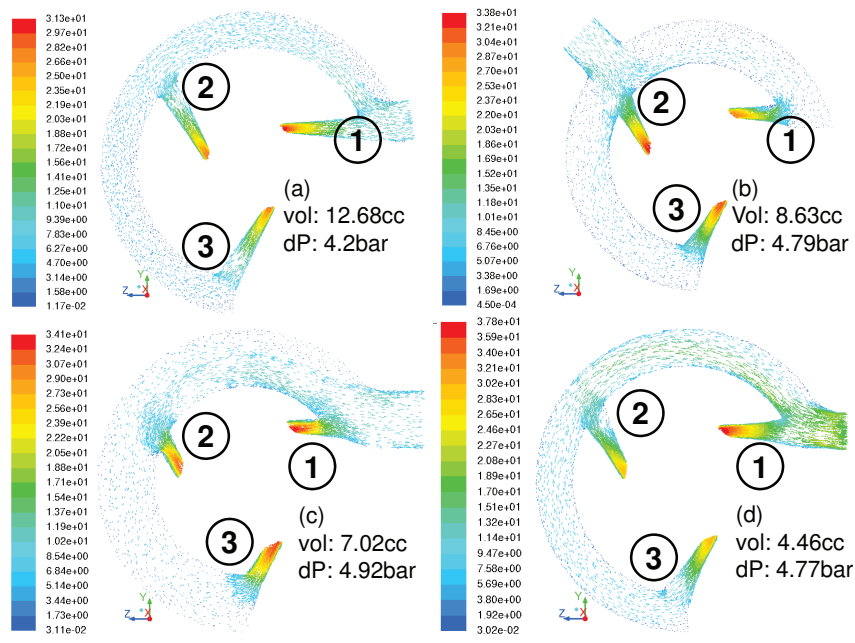 3.13e+01
2.97e+01
2.82e+01
2.66e+01
2.50e+01
2.35e+01
2.19e+01
2.03e+01
1.88e+01
1.72e+01
1.56e+01
1.41e+01
1.25e+01
1.10e+01
9.39e+00
7.83e+00
6.27e+00
4.70e+00
3.14e+00
1.58e+00
1.17e-02
2
1
3
(a)
vol: 12.68cc
dP: 4.2bar
Y
Z
X
3.38e+01
3.21e+01
3.04e+01
2.87e+01
2.70e+01
2.53e+01
2.37e+01
2.20e+01
2.03e+01
1.86e+01
1.69e+01
1.52e+01
1.35e+01
1.18e+01
1.01e+01
8.45e+00
6.76e+00
5.07e+00
3.38e+00
1.69e+00
4.50e-04
2
1
3
(b)
Vol: 8.63cc
dP: 4.79bar
Y
Z
X
3.41e+01
3.24e+01
3.07e+01
2.90e+01
2.73e+01
2.56e+01
2.39e+01
2.22e+01
2.05e+01
1.88e+01
1.71e+01
1.54e+01
1.37e+01
1.19e+01
1.02e+01
8.54e+00
6.84e+00
5.14e+00
3.44e+00
1.73e+00
3.11e-02
2
1
3
(c)
vol: 7.02cc
dP: 4.92bar
Y
Z
X
3.78e+01
3.59e+01
3.40e+01
3.21e+01
3.02e+01
2.83e+01
2.65e+01
2.46e+01
2.27e+01
2.08e+01
1.89e+01
1.70e+01
1.51e+01
1.32e+01
1.14e+01
9.47e+00
7.58e+00
5.69e+00
3.80e+00
1.92e+00
3.02e-02
2
1
3
(d)
vol: 4.46cc
dP: 4.77bar
Y
Z
X